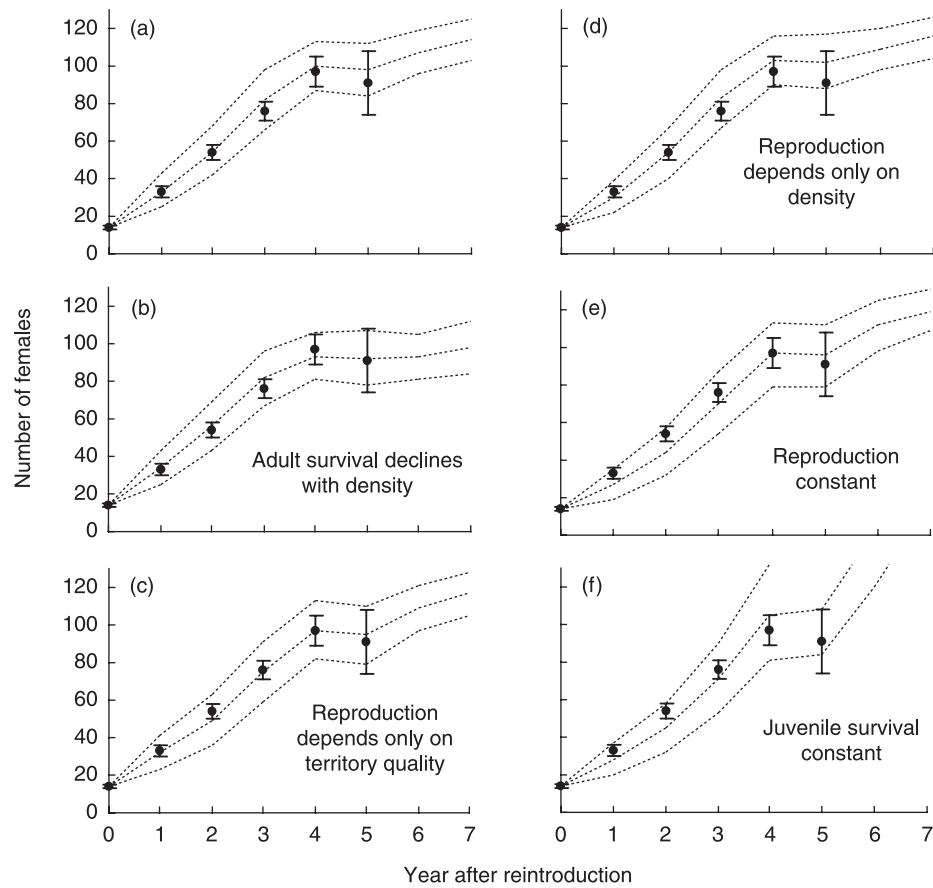 (a)
120
100
80
60
40
20
0
(d)
Reproduction
depends only on
density
(b)
120
100
80
60
40
20
0
Adult survival declines
with density
(e)
Reproduction
constant
(c)
120
100
80
60
40
20
0
Reproduction
depends only on
territory quality
0 1 2 3 4 5 6 7
(f)
Juvenile survival
constant
0 1 2 3 4 5 6 7
Number of females
Year after reintroduction